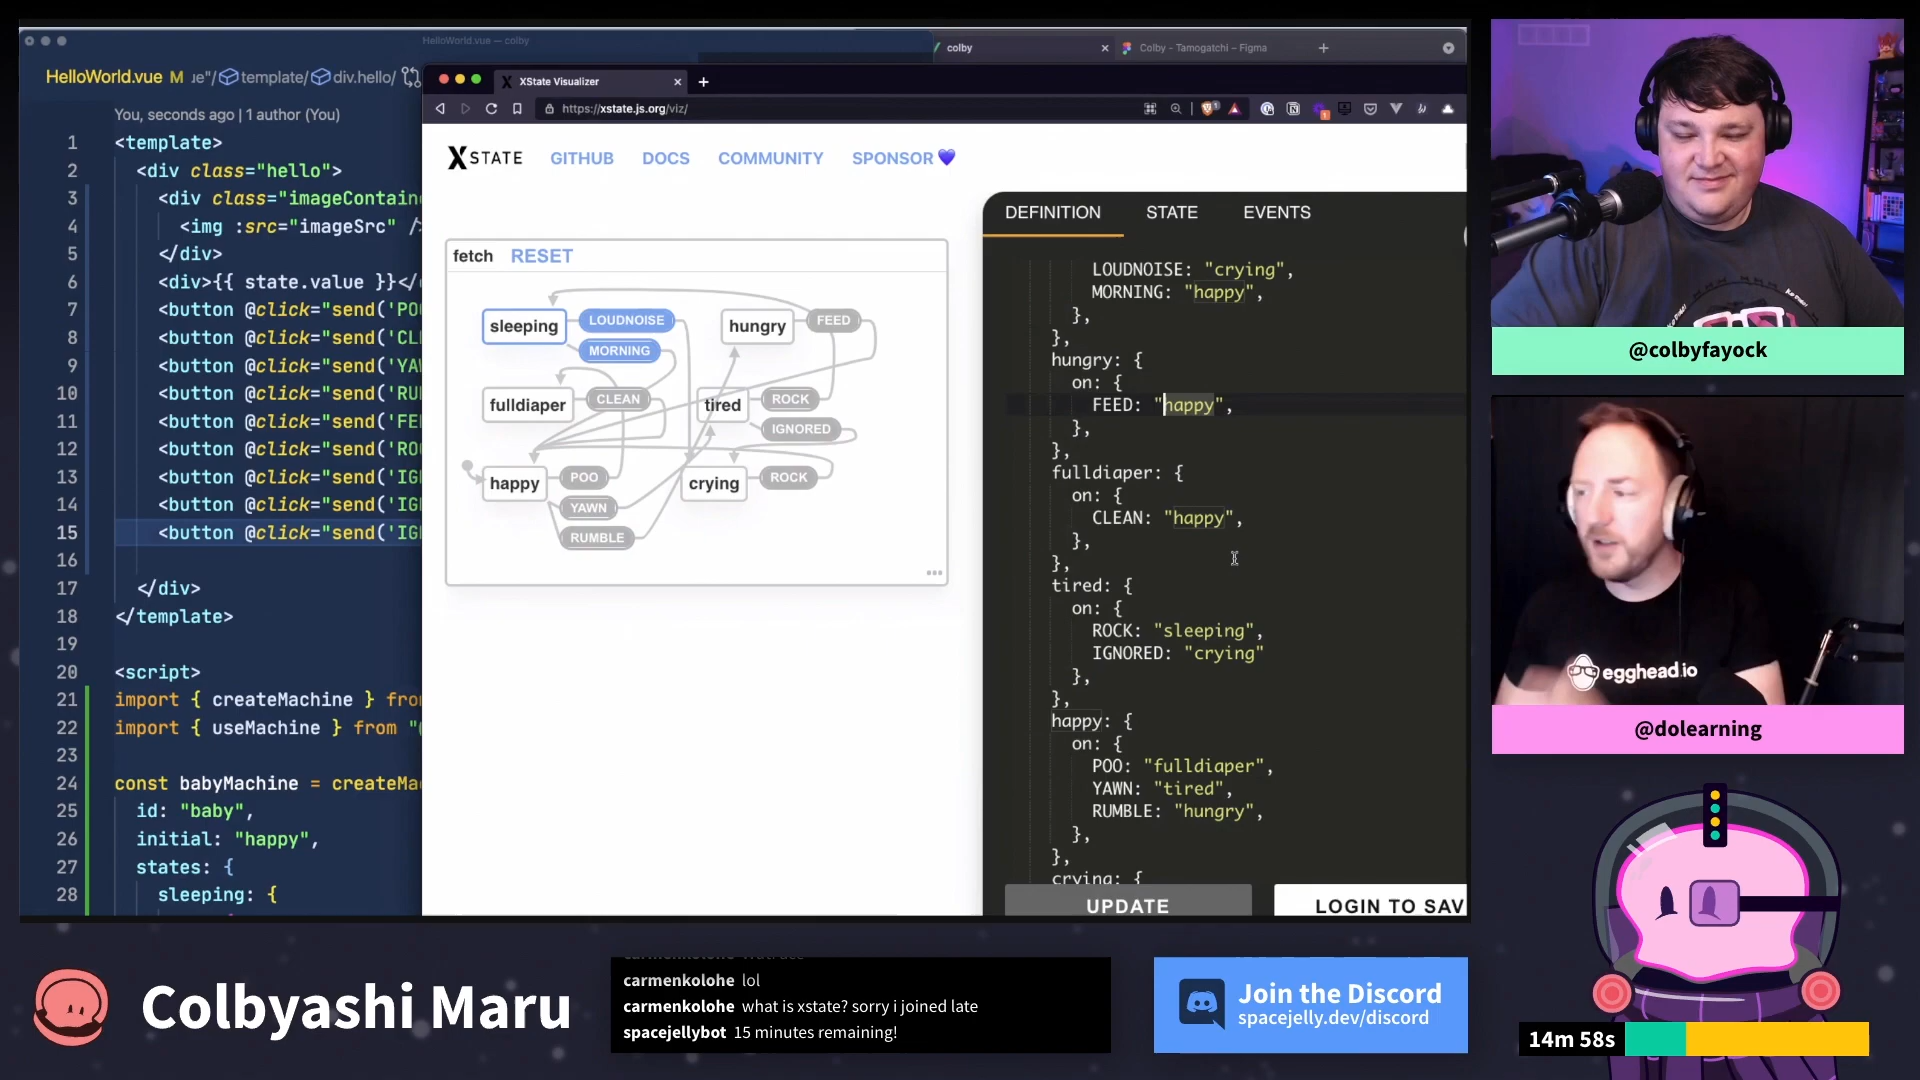 HelloWorld.vue — colby
colby
Colby - Tamogatchi – Figma
HelloWorld.vue M
template/
div.hello/
XState Visualizer
https://xstate.js.org/viz/
You, seconds ago | 1 author (You)
1 <template>
2 <div class="hello">
3 <div class="imageContain
4 <img :src="imageSrc" />
5 </div>
6 <div>{{ state.value }}</
7 <button @click="send('PO
8 <button @click="send('CL
9 <button @click="send('YA
10 <button @click="send('RU
11 <button @click="send('FE
12 <button @click="send('RO
13 <button @click="send('IG
14 <button @click="send('IG
15 <button @click="send('IG
16
17 </div>
18 </template>
19
20 <script>
21 import { createMachine } fro
22 import { useMachine } from "@
23
24 const babyMachine = createMa
25 id: "baby",
26 initial: "happy",
27 states: {
28 sleeping: {
XSTATE
GITHUB
DOCS
COMMUNITY
SPONSOR 💜
fetch
RESET
sleeping
LOUDNOISE
MORNING
hungry
FEED
fulldiaper
CLEAN
tired
ROCK
IGNORED
happy
POO
YAWN
RUMBLE
crying
ROCK
DEFINITION
STATE
EVENTS
LOUDNOISE: "crying",
MORNING: "happy",
},
},
hungry: {
on: {
FEED: "happy",
},
},
fulldiaper: {
on: {
CLEAN: "happy",
},
},
tired: {
on: {
ROCK: "sleeping",
IGNORED: "crying"
},
},
happy: {
on: {
POO: "fulldiaper",
YAWN: "tired",
RUMBLE: "hungry",
},
},
crying: {
UPDATE
LOGIN TO SAV
@colbyfayock
egghead.io
@dolearning
Colbyashi Maru
carmenkolohe lol
carmenkolohe what is xstate? sorry i joined late
spacejellybot 15 minutes remaining!
Join the Discord
spacejelly.dev/discord
14m 58s